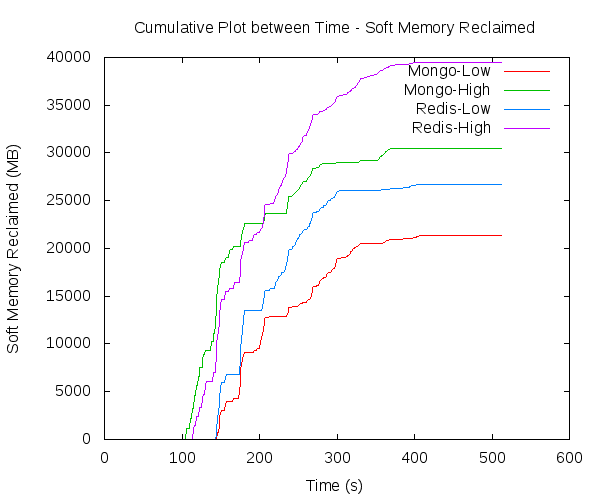 Cumulative Plot between Time - Soft Memory Reclaimed
Soft Memory Reclaimed (MB)
40000
35000
30000
25000
20000
15000
10000
5000
0
Mongo-Low
Mongo-High
Redis-Low
Redis-High
0 100 200 300 400 500 600
Time (s)